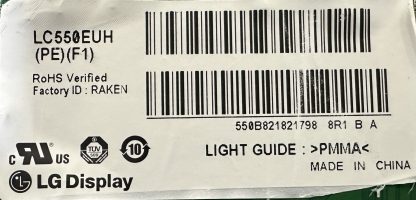 LC550EUH
(PE)(F1)
RoHS Verified
Factory ID : RAKEN
550B821821798 8R1 B A
c RU US
TÜV
10
LIGHT GUIDE : >PMMA<
MADE IN CHINA
LG Display